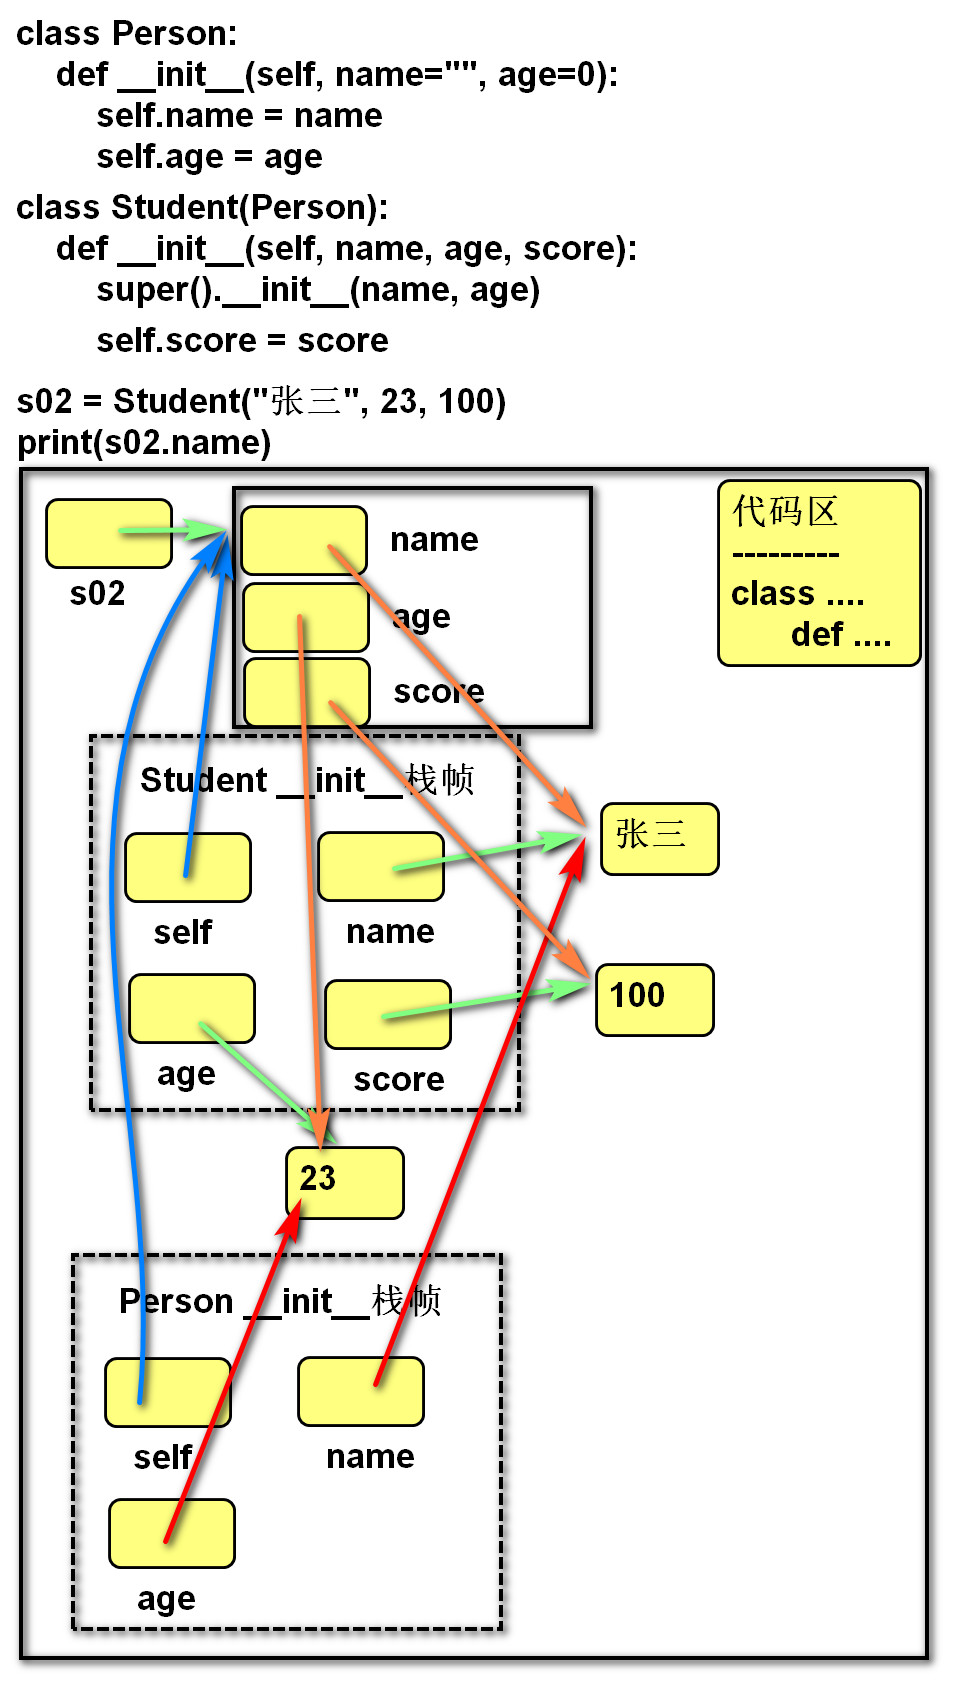 class Person:
    def __init__(self, name="", age=0):
        self.name = name
        self.age = age
class Student(Person):
    def __init__(self, name, age, score):
        super().__init__(name, age)
        self.score = score
s02 = Student("张三", 23, 100)
print(s02.name)
s02
name
age
score
代码区
---------
class ....
def ....
Student __init__栈帧
self
name
age
score
张三
100
23
Person __init__栈帧
self
name
age